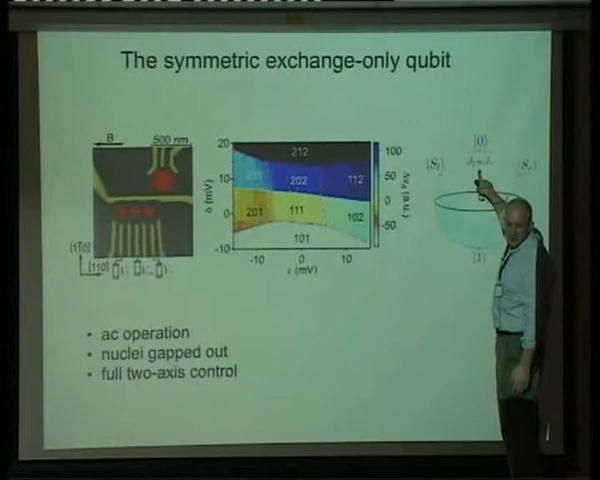 The symmetric exchange-only qubit
B
500 nm
[1T0]
[110]
δ (mV)
20
10
0
-10
212
202
112
201
111
102
101
-10
0
10
ε (mV)
100
50
0
-50
|0⟩
|1⟩
• ac operation
• nuclei gapped out
• full two-axis control